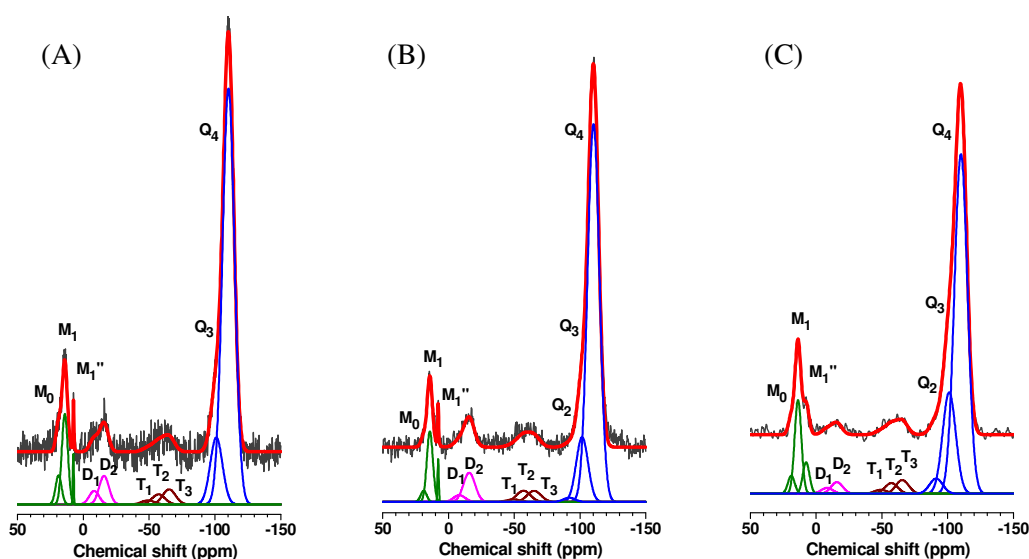 (A)
Q4
Q3
M1
M1"
M0
D1
D2
T1
T2
T3
50 0 -50 -100 -150
Chemical shift (ppm)
(B)
Q4
Q3
Q2
M1
M1"
M0
D1
D2
T1
T2
T3
50 0 -50 -100 -150
Chemical shift (ppm)
(C)
Q4
Q3
Q2
M1
M1"
M0
D1
D2
T1
T2
T3
50 0 -50 -100 -150
Chemical shift (ppm)